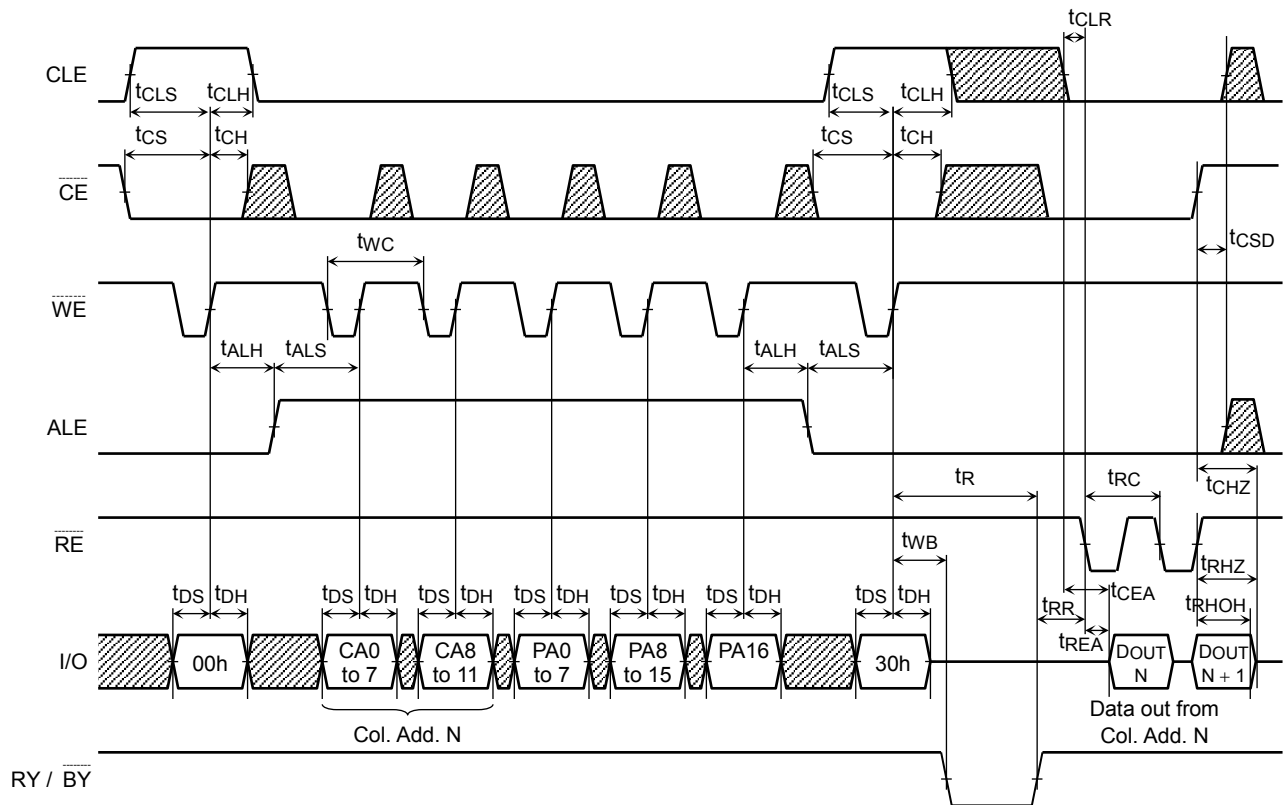 tCLR
CLE
tCLS tCLH tCLS tCLH
tCS tCH tCS tCH
CE
tCSD
tWC
WE
tALH tALS tALH tALS
ALE
tR tRC tCHZ
RE
tWB tRHZ
tCEA
tDS tDH tDS tDH tDS tDH tDS tDH tDS tDH tDS tDH tDS tDH tRR tRHOH
tREA
I/O 00h CA0 to 7 CA8 to 11 PA0 to 7 PA8 to 15 PA16 30h DOUT N DOUT N + 1
Col. Add. N
Data out from
Col. Add. N
RY / BY